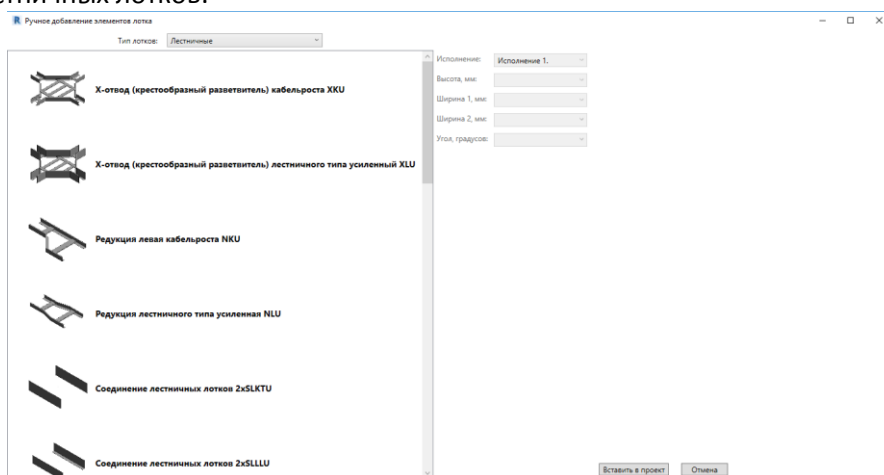 Ручное добавление элементов лотка
Тип лотков: Лестничные
Х-отвод (крестообразный разветвитель) кабельроста XKU
Х-отвод (крестообразный разветвитель) лестничного типа усиленный XLU
Редукция левая кабельроста NKU
Редукция лестничного типа усиленная NLU
Соединение лестничных лотков 2xSLKTU
Соединение лестничных лотков 2xSLLLU
Исполнение: Исполнение 1.
Высота, мм:
Ширина 1, мм:
Ширина 2, мм:
Угол, градусов:
Вставить в проект Отмена